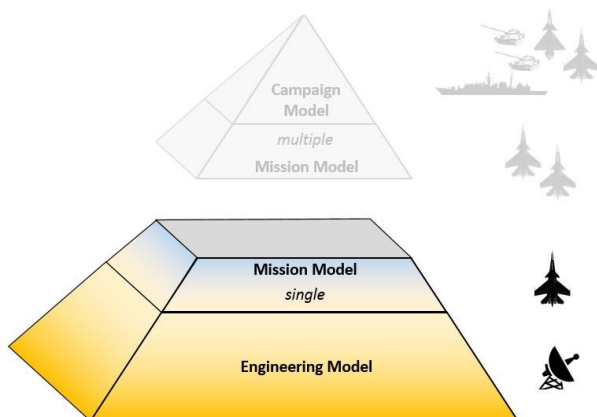 Campaign
Model
multiple
Mission Model
Mission Model
single
Engineering Model